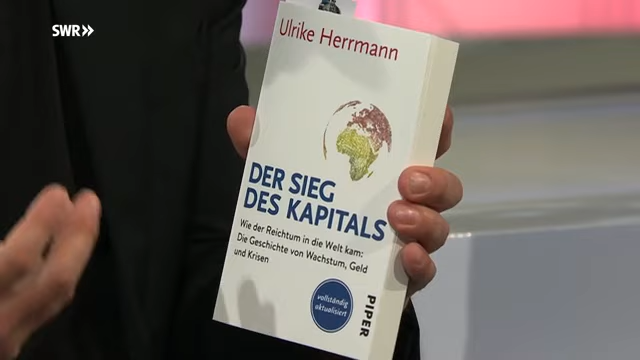 SWR»
Ulrike Herrmann
DER SIEG
DES KAPITALS
Wie der Reichtum in die Welt kam:
Die Geschichte von Wachstum, Geld
und Krisen
vollständig
aktualisiert
PIPER